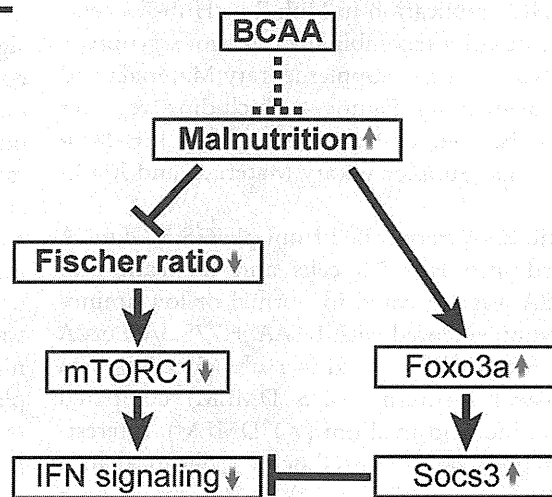 BCAA
Malnutrition↑
Fischer ratio↓
mTORC1↓
Foxo3a↑
IFN signaling↓
Socs3↑